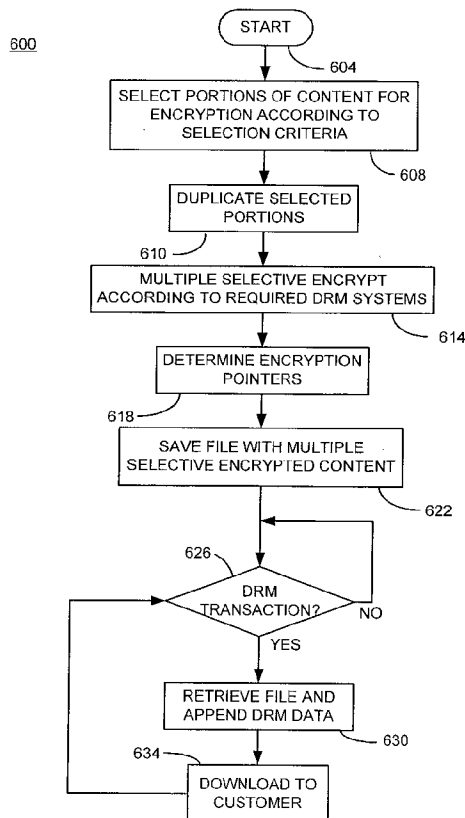 600
START
604
SELECT PORTIONS OF CONTENT FOR
ENCRYPTION ACCORDING TO
SELECTION CRITERIA
608
DUPLICATE SELECTED
PORTIONS
610
MULTIPLE SELECTIVE ENCRYPT
ACCORDING TO REQUIRED DRM SYSTEMS
614
DETERMINE ENCRYPTION
POINTERS
618
SAVE FILE WITH MULTIPLE
SELECTIVE ENCRYPTED CONTENT
622
626
DRM
TRANSACTION?
NO
YES
RETRIEVE FILE AND
APPEND DRM DATA
630
634
DOWNLOAD TO
CUSTOMER